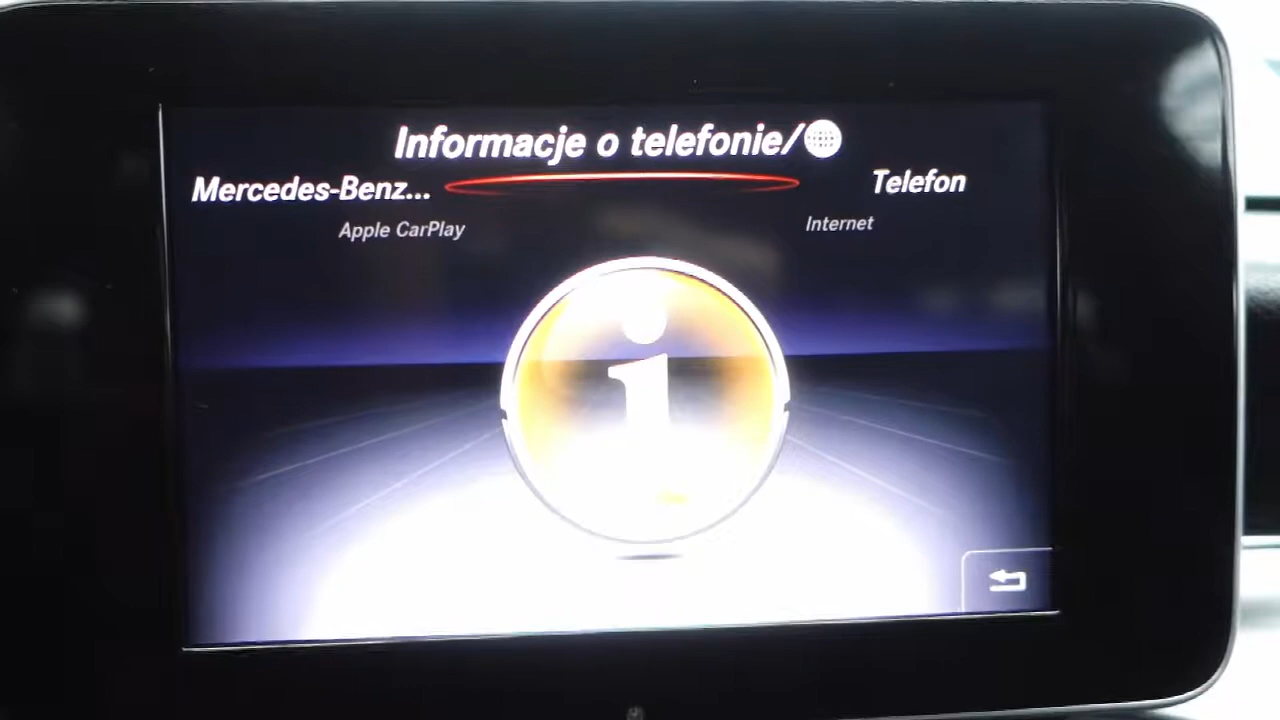 Informacje o telefonie/
Mercedes-Benz...
Telefon
Apple CarPlay
Internet